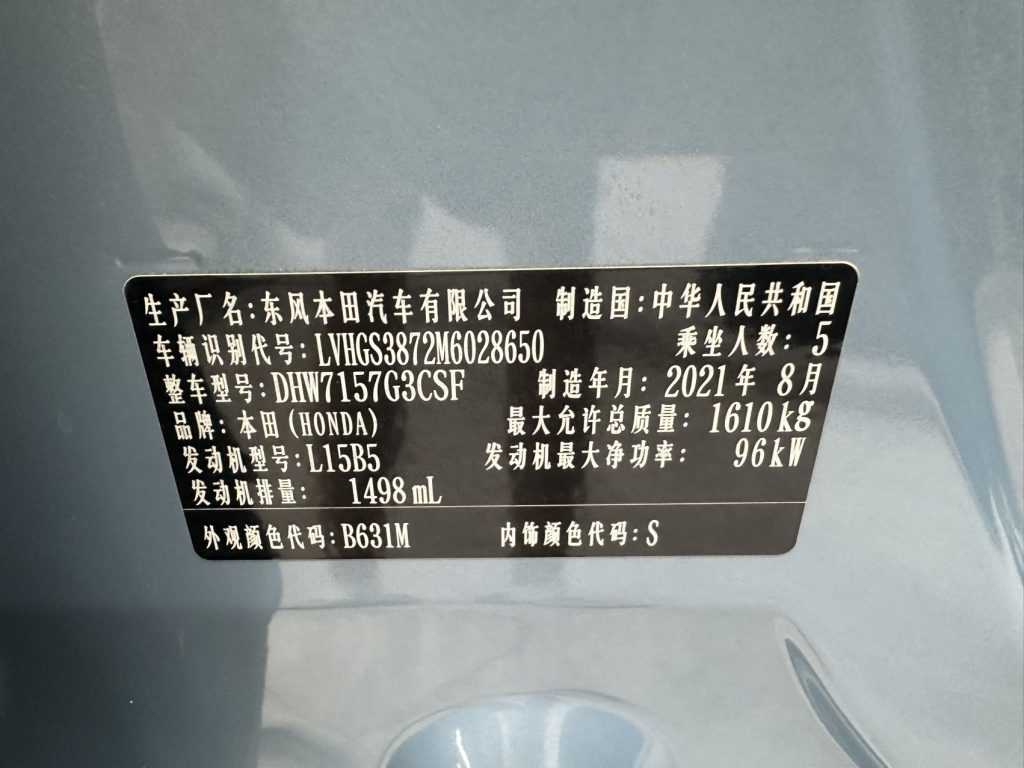 生产厂名:东风本田汽车有限公司 制造国:中华人民共和国
车辆识别代号:LVHGS3872M6028650 乘坐人数: 5
整车型号:DHW7157G3CSF 制造年月: 2021年 8月
品牌: 本田(HONDA) 最大允许总质量: 1610kg
发动机型号:L15B5 发动机最大净功率: 96kW
发动机排量: 1498mL
外观颜色代码:B631M 内饰颜色代码:S